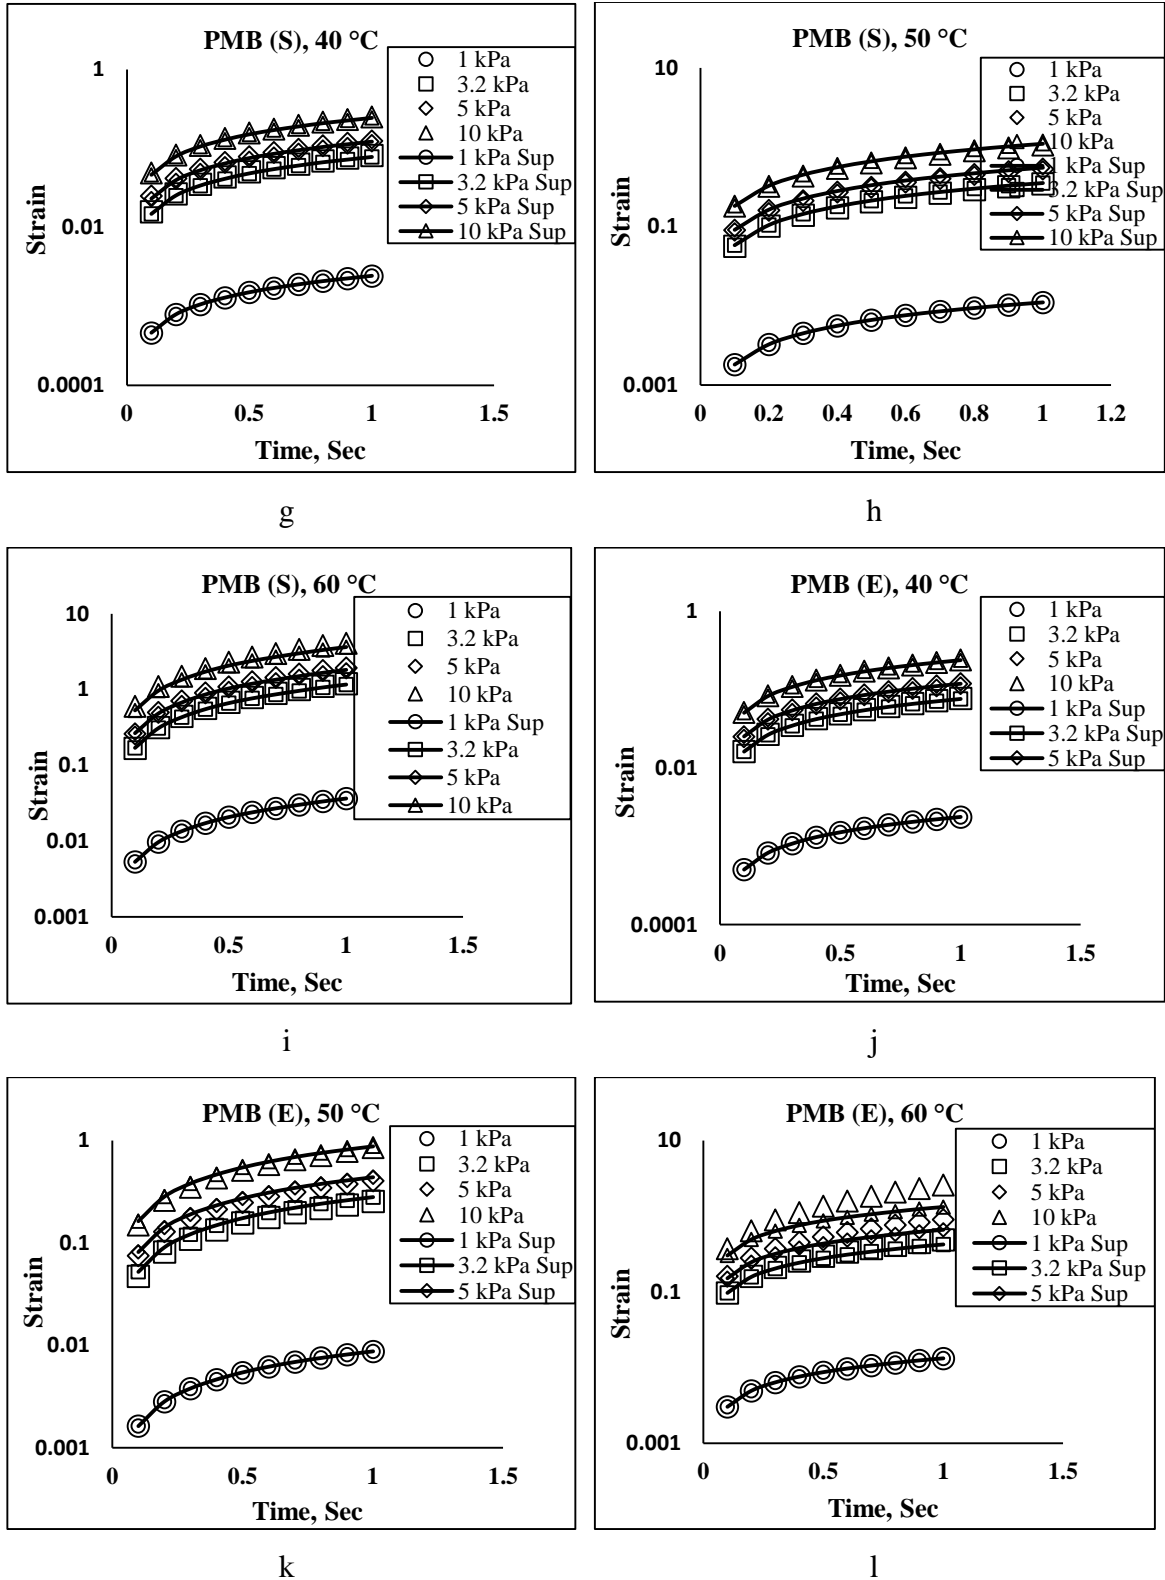 PMB (S), 40 °C
1
0.01
0.0001
0
0.5
1
1.5
Strain
Time, Sec
1 kPa
3.2 kPa
5 kPa
10 kPa
1 kPa Sup
3.2 kPa Sup
5 kPa Sup
10 kPa Sup
g
PMB (S), 50 °C
10
0.1
0.001
0
0.2
0.4
0.6
0.8
1
1.2
Strain
Time, Sec
1 kPa
3.2 kPa
5 kPa
10 kPa
1 kPa Sup
3.2 kPa Sup
5 kPa Sup
10 kPa Sup
h
PMB (S), 60 °C
10
1
0.1
0.01
0.001
0
0.5
1
1.5
Strain
Time, Sec
1 kPa
3.2 kPa
5 kPa
10 kPa
1 kPa Sup
3.2 kPa
5 kPa
10 kPa
i
PMB (E), 40 °C
1
0.01
0.0001
0
0.5
1
1.5
Strain
Time, Sec
1 kPa
3.2 kPa
5 kPa
10 kPa
1 kPa Sup
3.2 kPa Sup
5 kPa Sup
j
PMB (E), 50 °C
1
0.1
0.01
0.001
0
0.5
1
1.5
Strain
Time, Sec
1 kPa
3.2 kPa
5 kPa
10 kPa
1 kPa Sup
3.2 kPa Sup
5 kPa Sup
k
PMB (E), 60 °C
10
0.1
0.001
0
0.5
1
1.5
Strain
Time, Sec
1 kPa
3.2 kPa
5 kPa
10 kPa
1 kPa Sup
3.2 kPa Sup
5 kPa Sup
l